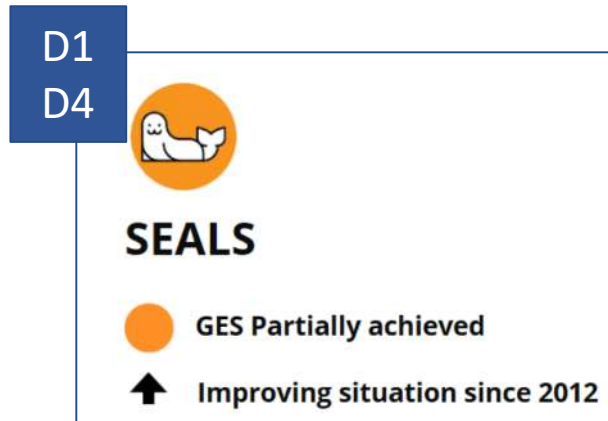 D1
D4
SEALS
GES Partially achieved
Improving situation since 2012